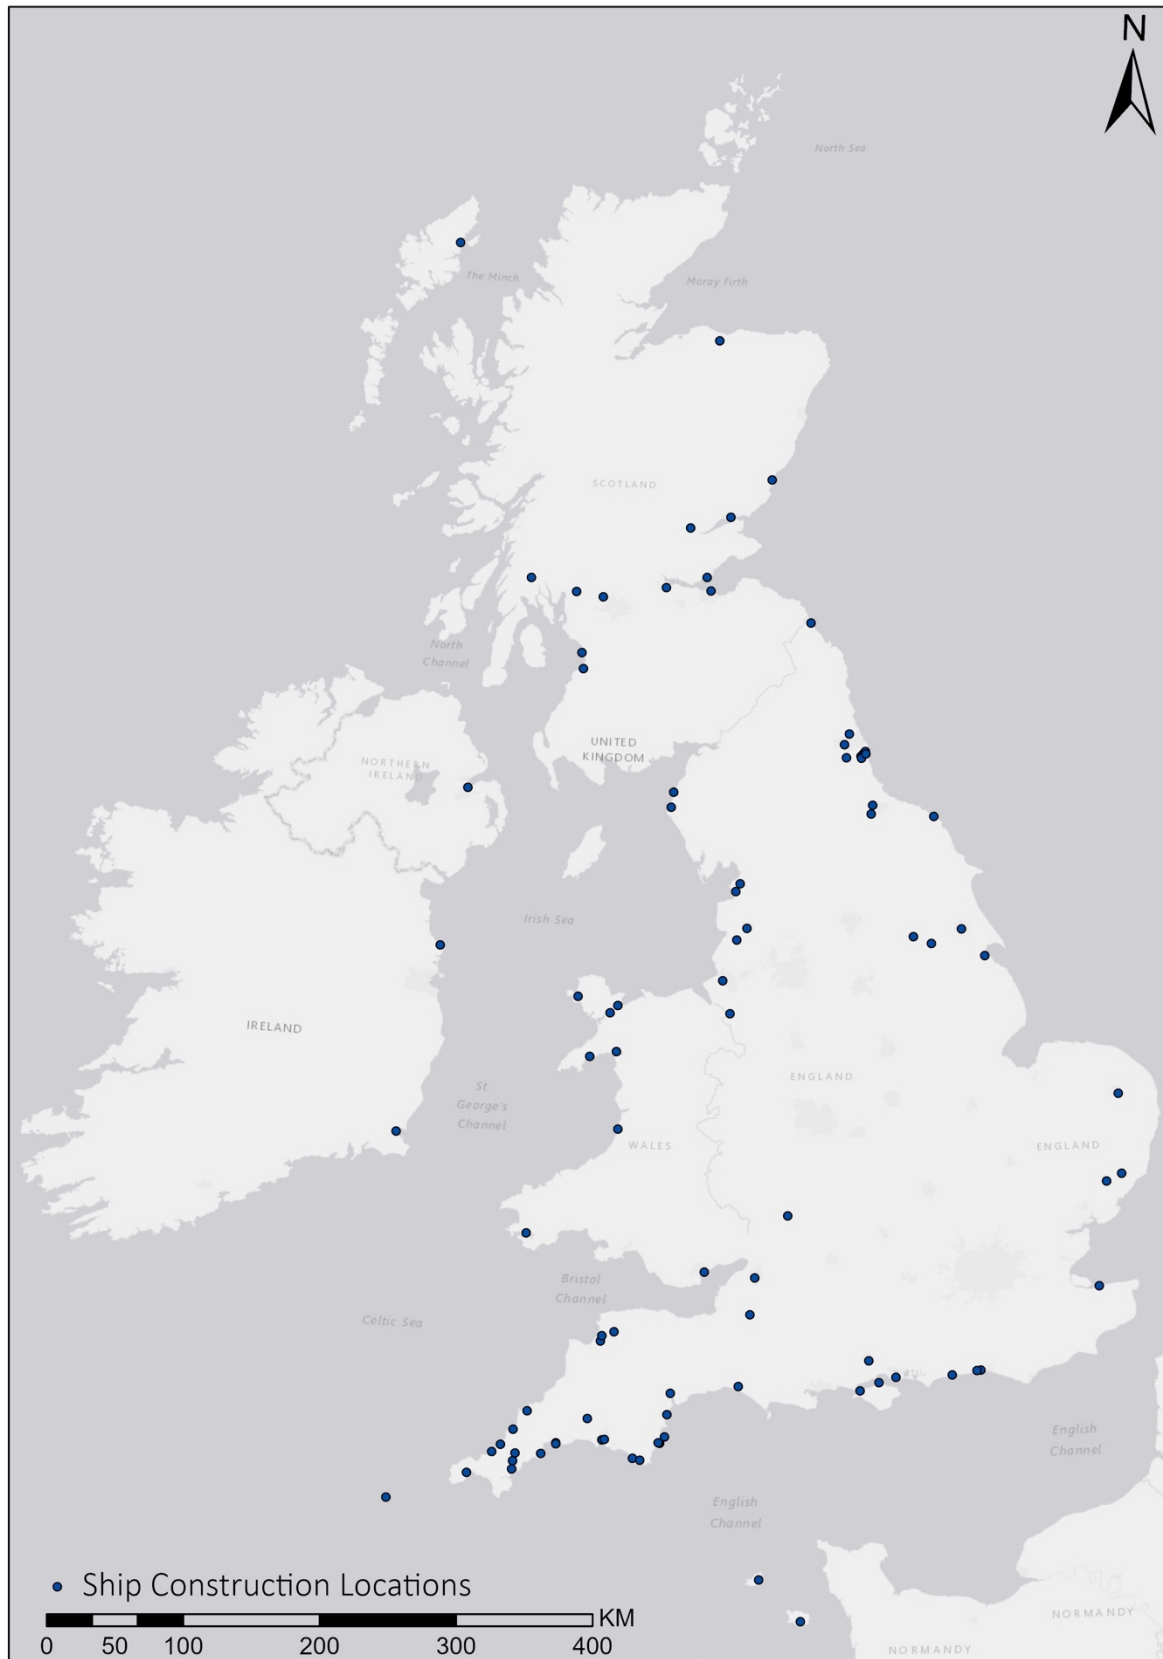 N
North Sea
The Minch
Moray Firth
SCOTLAND
North
Channel
UNITED
KINGDOM
NORTHERN
IRELAND
Irish Sea
IRELAND
ENGLAND
St.
George's
Channel
WALES
ENGLAND
Bristol
Channel
Celtic Sea
English
Channel
English
Channel
Ship Construction Locations
KM
0 50 100 200 300 400
NORMANDY
NORMANDY